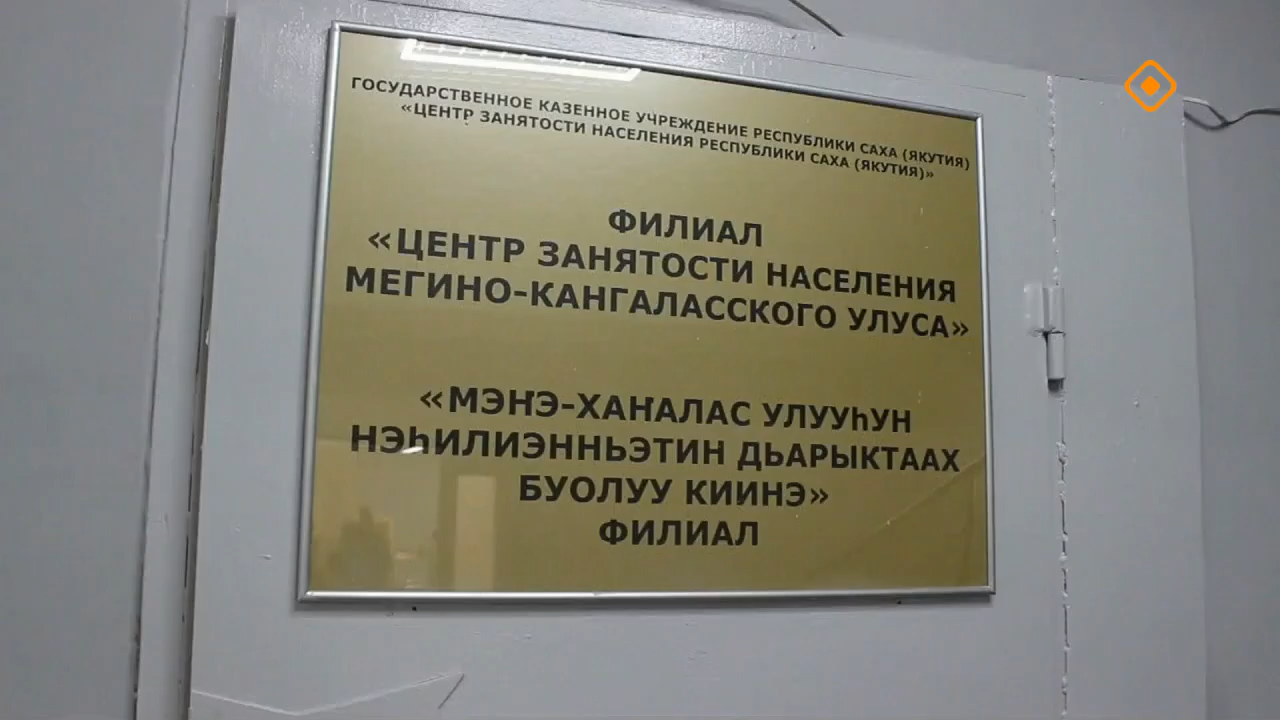 ГОСУДАРСТВЕННОЕ КАЗЕННОЕ УЧРЕЖДЕНИЕ РЕСПУБЛИКИ САХА (ЯКУТИЯ)
«ЦЕНТР ЗАНЯТОСТИ НАСЕЛЕНИЯ РЕСПУБЛИКИ САХА (ЯКУТИЯ)»
ФИЛИАЛ
«ЦЕНТР ЗАНЯТОСТИ НАСЕЛЕНИЯ
МЕГИНО-КАНГАЛАССКОГО УЛУСА»
«МЭҤЭ-ХАҤАЛАС УЛУУҺУН
НЭҺИЛИЭННЬЭТИН ДЬАРЫКТААХ
БУОЛУУ КИИНЭ»
ФИЛИАЛ